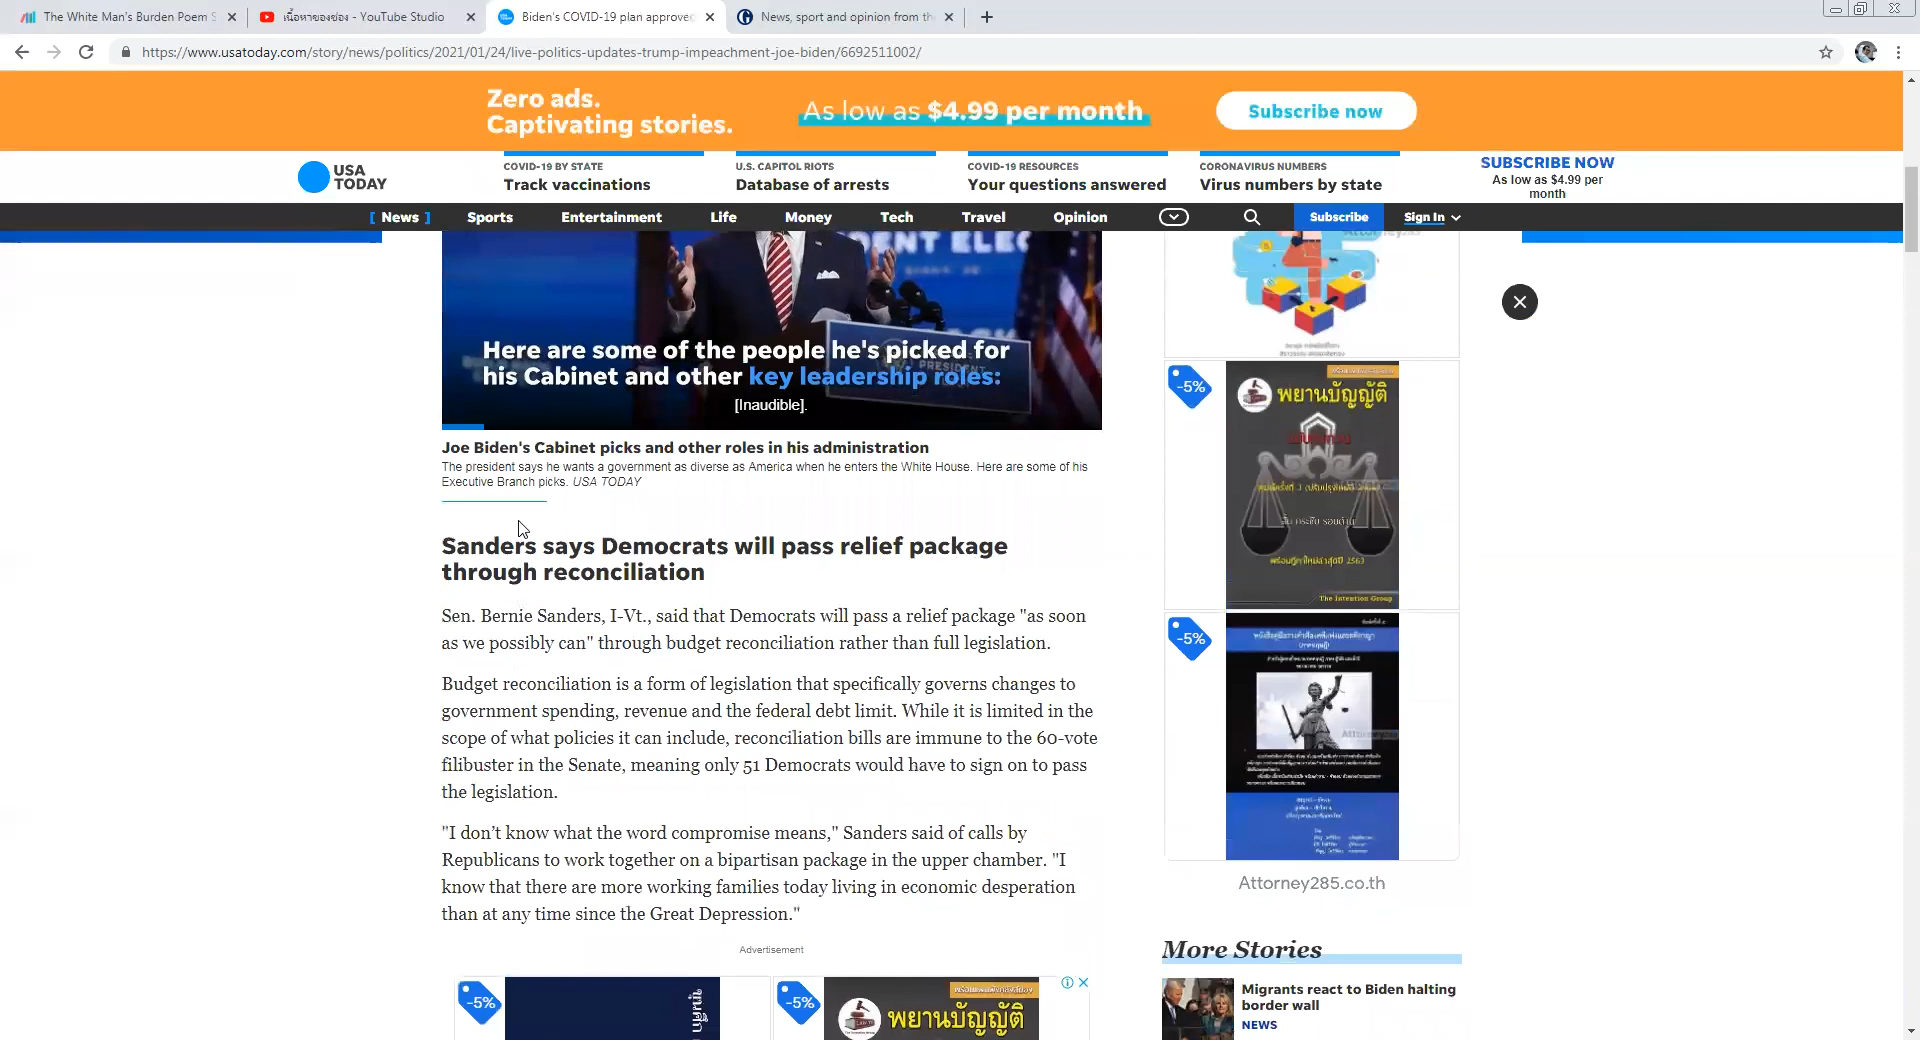 The White Man's Burden Poem S
เนื้อหาของช่อง - YouTube Studio
Biden's COVID-19 plan approved
News, sport and opinion from th
https://www.usatoday.com/story/news/politics/2021/01/24/live-politics-updates-trump-impeachment-joe-biden/6692511002/
Zero ads.
Captivating stories.
As low as $4.99 per month
Subscribe now
USA
TODAY
COVID-19 BY STATE
Track vaccinations
U.S. CAPITOL RIOTS
Database of arrests
COVID-19 RESOURCES
Your questions answered
CORONAVIRUS NUMBERS
Virus numbers by state
SUBSCRIBE NOW
As low as $4.99 per
month
[ News ]
Sports
Entertainment
Life
Money
Tech
Travel
Opinion
Subscribe
Sign In
Here are some of the people he's picked for
his Cabinet and other key leadership roles:
[Inaudible].
Joe Biden's Cabinet picks and other roles in his administration
The president says he wants a government as diverse as America when he enters the White House. Here are some of his
Executive Branch picks. USA TODAY
Sanders says Democrats will pass relief package
through reconciliation
Sen. Bernie Sanders, I-Vt., said that Democrats will pass a relief package "as soon
as we possibly can" through budget reconciliation rather than full legislation.
Budget reconciliation is a form of legislation that specifically governs changes to
government spending, revenue and the federal debt limit. While it is limited in the
scope of what policies it can include, reconciliation bills are immune to the 60-vote
filibuster in the Senate, meaning only 51 Democrats would have to sign on to pass
the legislation.
"I don't know what the word compromise means," Sanders said of calls by
Republicans to work together on a bipartisan package in the upper chamber. "I
know that there are more working families today living in economic desperation
than at any time since the Great Depression."
Advertisement
-5%
-5%
พยานบัญญัติ
-5%
พยานบัญญัติ
The Intention Group
-5%
Attorney285.co.th
More Stories
Migrants react to Biden halting
border wall
NEWS